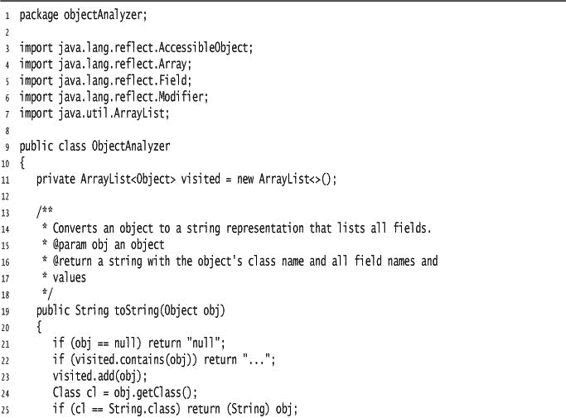 1 package objectAnalyzer;
2
3 import java.lang.reflect.AccessibleObject;
4 import java.lang.reflect.Array;
5 import java.lang.reflect.Field;
6 import java.lang.reflect.Modifier;
7 import java.util.ArrayList;
8
9 public class ObjectAnalyzer
10 {
11    private ArrayList<Object> visited = new ArrayList<>();
12
13    /**
14     * Converts an object to a string representation that lists all fields.
15     * @param obj an object
16     * @return a string with the object's class name and all field names and
17     * values
18     */
19    public String toString(Object obj)
20    {
21       if (obj == null) return "null";
22       if (visited.contains(obj)) return "...";
23       visited.add(obj);
24       Class cl = obj.getClass();
25       if (cl == String.class) return (String) obj;